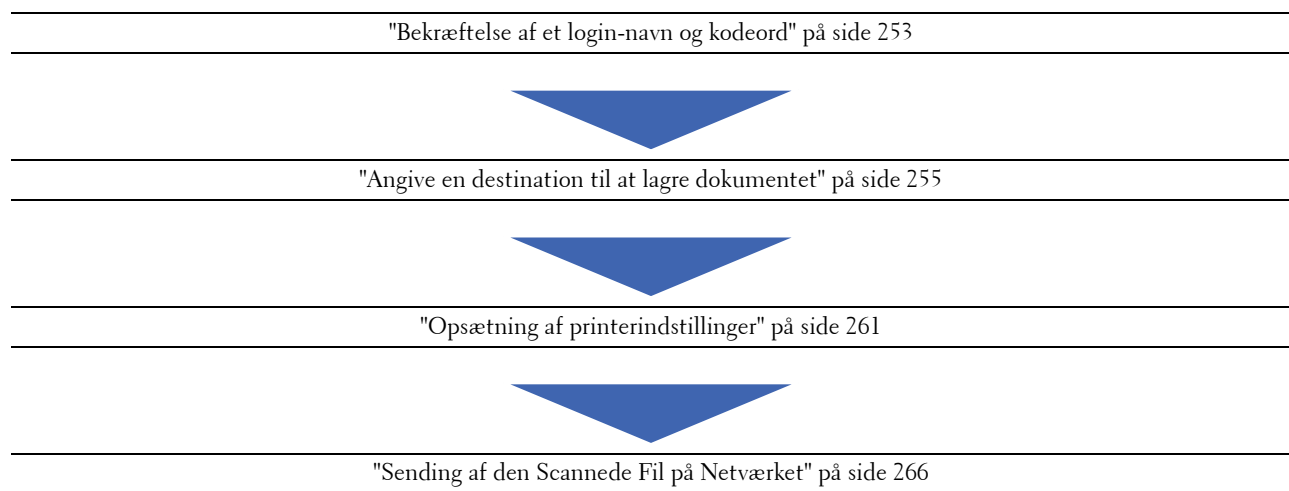 "Bekræftelse af et login-navn og kodeord" på side 253
"Angive en destination til at lagre dokumentet" på side 255
"Opsætning af printerindstillinger" på side 261
"Sending af den Scannede Fil på Netværket" på side 266